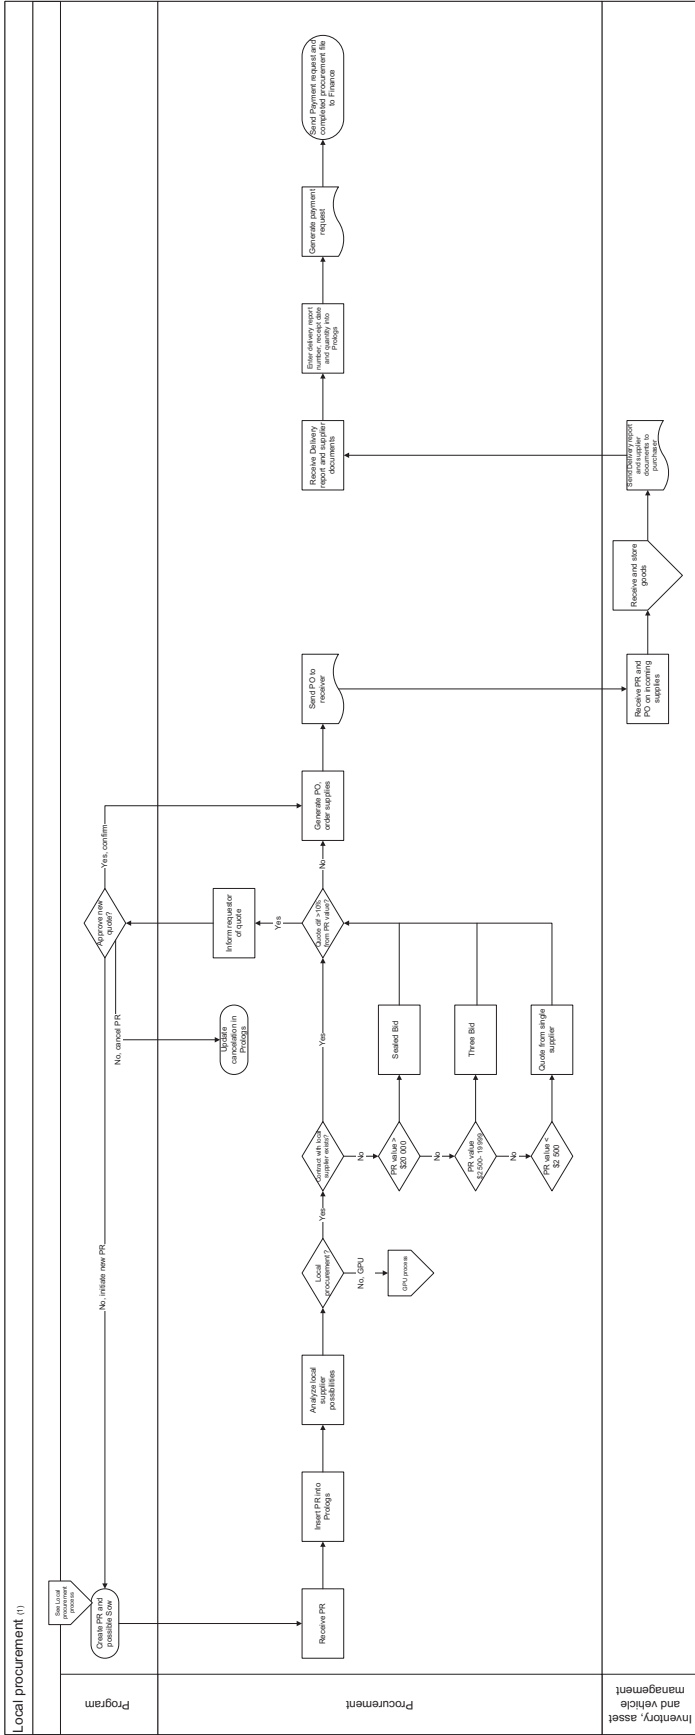 Local procurement (1)
Program
Procurement
Inventory, asset
and vehicle
management
See Local
procurement
process
Create PR and
possible Sow
Receive PR
Insert PR into
Prologs
Analyze local
supplier
possibilities
Local
procurement?
No, GPU
GPU process
Yes
Contract with local
supplier exists?
No
PR value >
$20 000
No
PR value
$2 500- 19 999
No
PR value <
$2 500
Sealed Bid
Three Bid
Quote from single
supplier
Yes
Quote dif >10%
from PR value?
Yes
Inform requestor
of quote
Approve new
quote?
No, initiate new PR
No, cancel PR
Update
cancelation in
Prologs
Yes, confirm
No
Generate PO,
order supplies
Send PO to
receiver
Receive PR and
PO on incoming
supplies
Receive and store
goods
Send Delivery report
and supplier
documents to
purchaser
Receive Delivery
report and supplier
documents
Enter delivery report
number, receipt date
and quantity into
Prologs
Generate payment
request
Send Payment request and
completed procurement file
to Finance